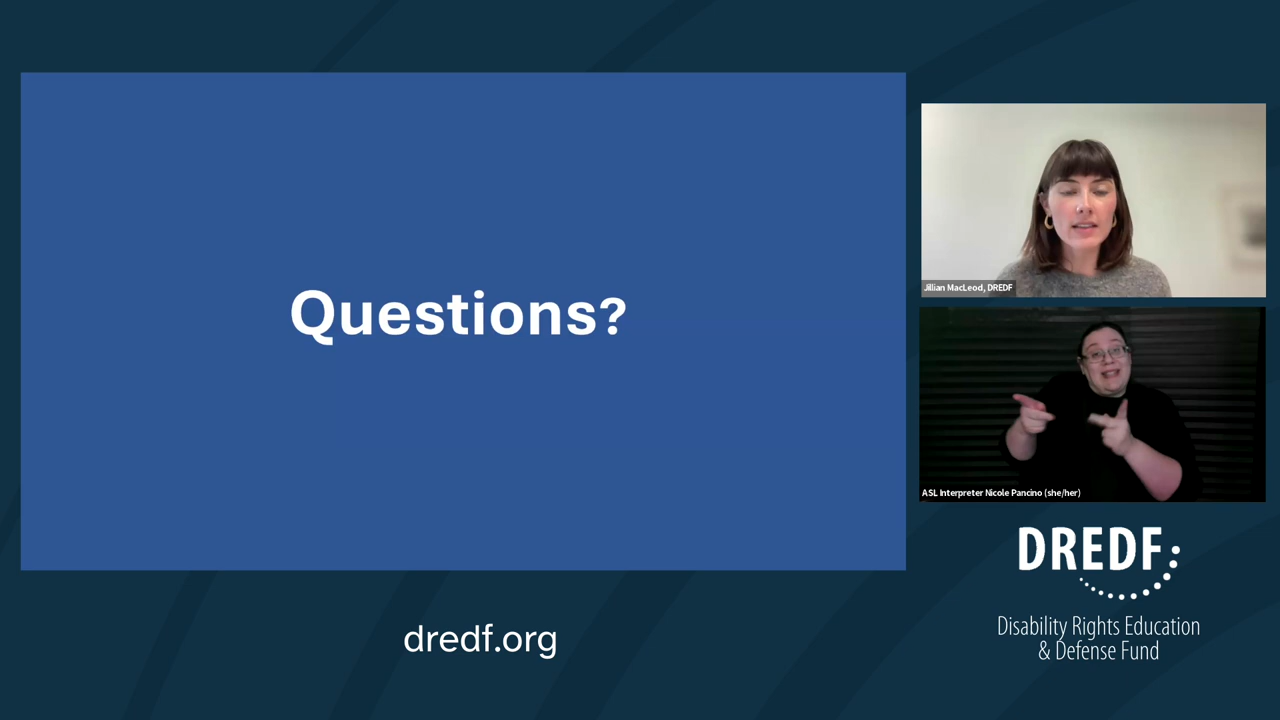 Questions?
Jillian MacLeod, DREDF
ASL Interpreter Nicole Pancino (she/her)
DREDF
Disability Rights Education
& Defense Fund
dredf.org